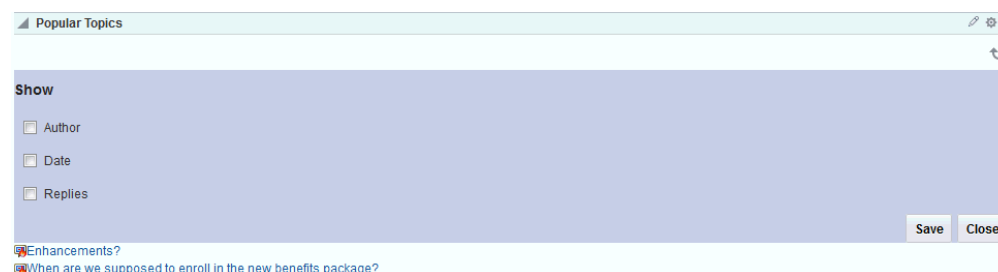 Popular Topics
Show
Author
Date
Replies
Save Close
Enhancements?
When are we supposed to enroll in the new benefits package?